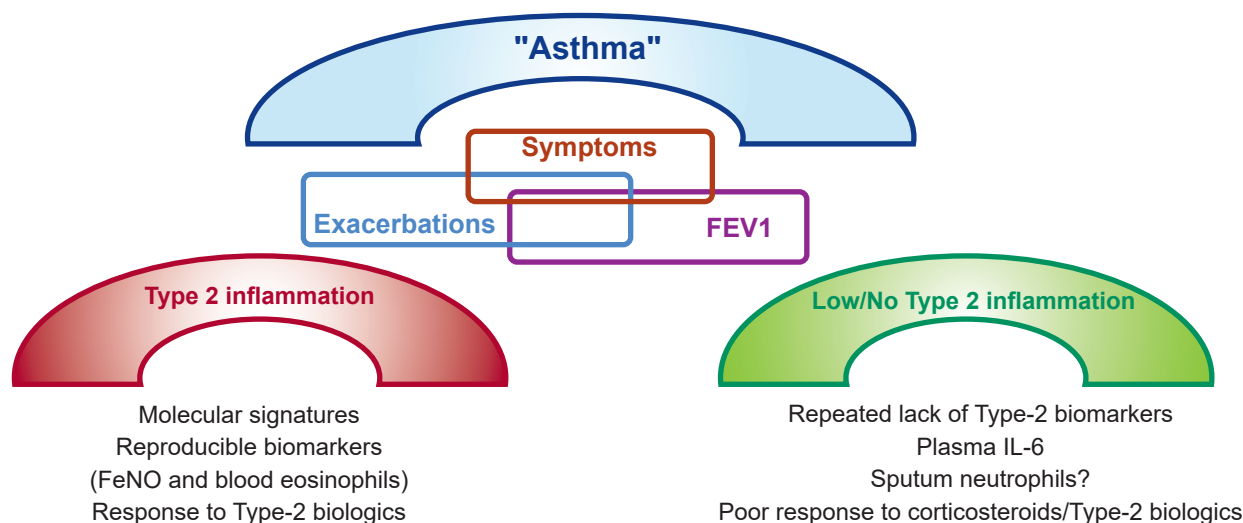 "Asthma"
Symptoms
Exacerbations
FEV1
Type 2 inflammation
Molecular signatures
Reproducible biomarkers
(FeNO and blood eosinophils)
Response to Type-2 biologics
Low/No Type 2 inflammation
Repeated lack of Type-2 biomarkers
Plasma IL-6
Sputum neutrophils?
Poor response to corticosteroids/Type-2 biologics